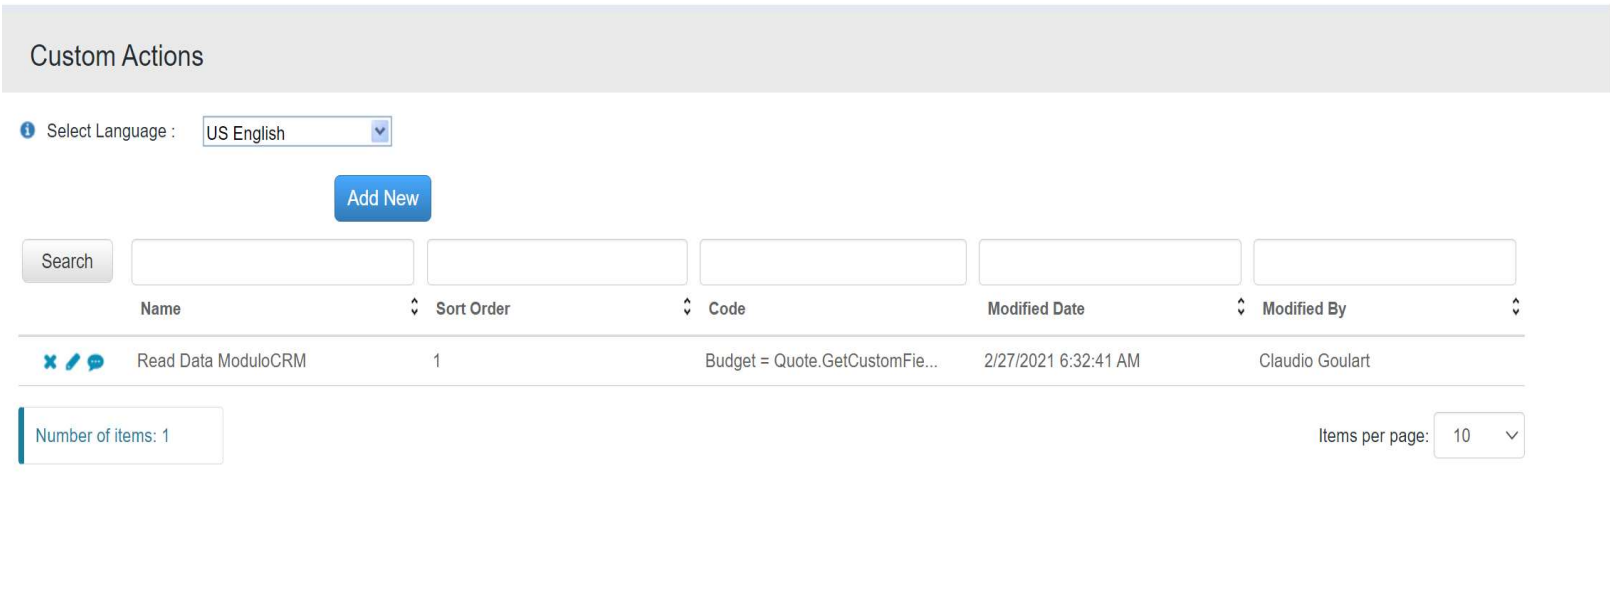 Custom Actions
Select Language :
US English
Add New
Search
Name Sort Order Code Modified Date Modified By
Read Data ModuloCRM 1 Budget = Quote.GetCustomFie... 2/27/2021 6:32:41 AM Claudio Goulart
Number of items: 1
Items per page: 10